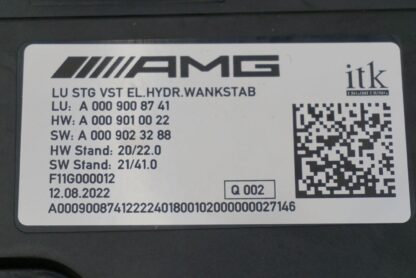 AMG
itk
LU STG VST EL.HYDR.WANKSTAB
LU: A 000 900 87 41
HW: A 000 901 00 22
SW: A 000 902 32 88
HW Stand: 20/22.0
SW Stand: 21/41.0
F11G000012
12.08.2022
Q 002
A0009008741222240180010200000027146